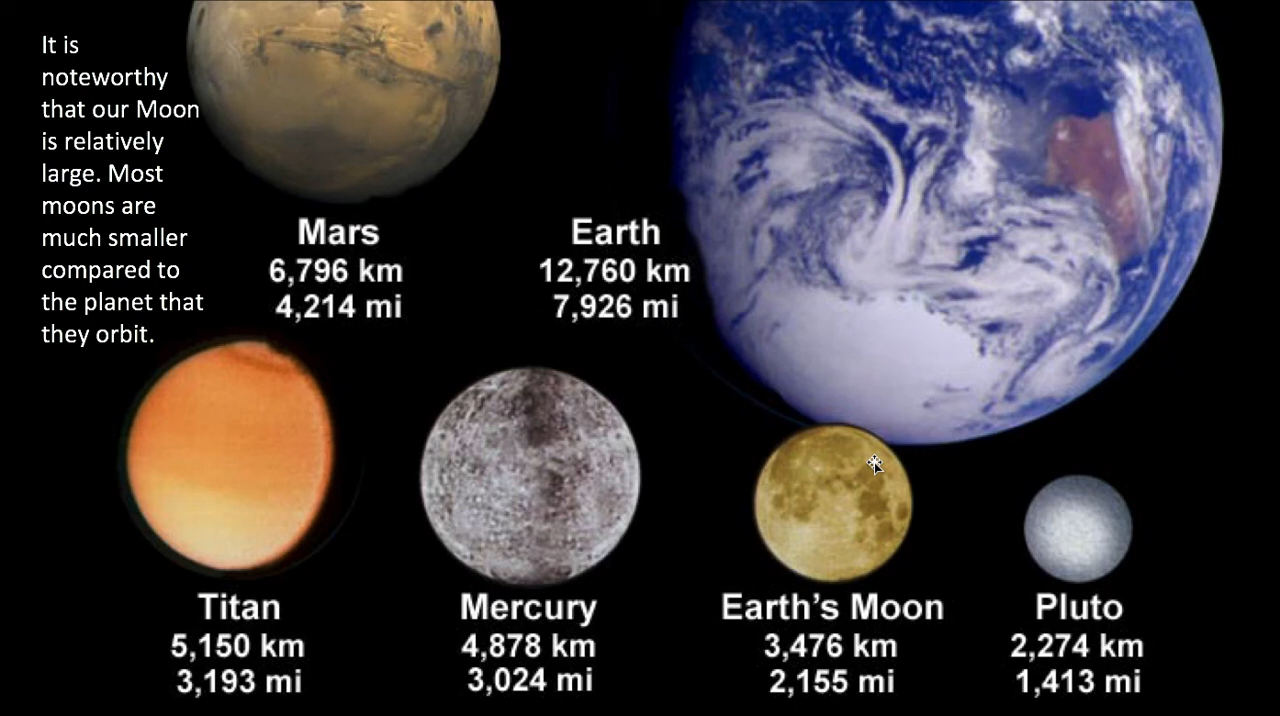 It is
noteworthy
that our Moon
is relatively
large. Most
moons are
much smaller
compared to
the planet that
they orbit.
Mars
6,796 km
4,214 mi
Earth
12,760 km
7,926 mi
Titan
5,150 km
3,193 mi
Mercury
4,878 km
3,024 mi
Earth’s Moon
3,476 km
2,155 mi
Pluto
2,274 km
1,413 mi